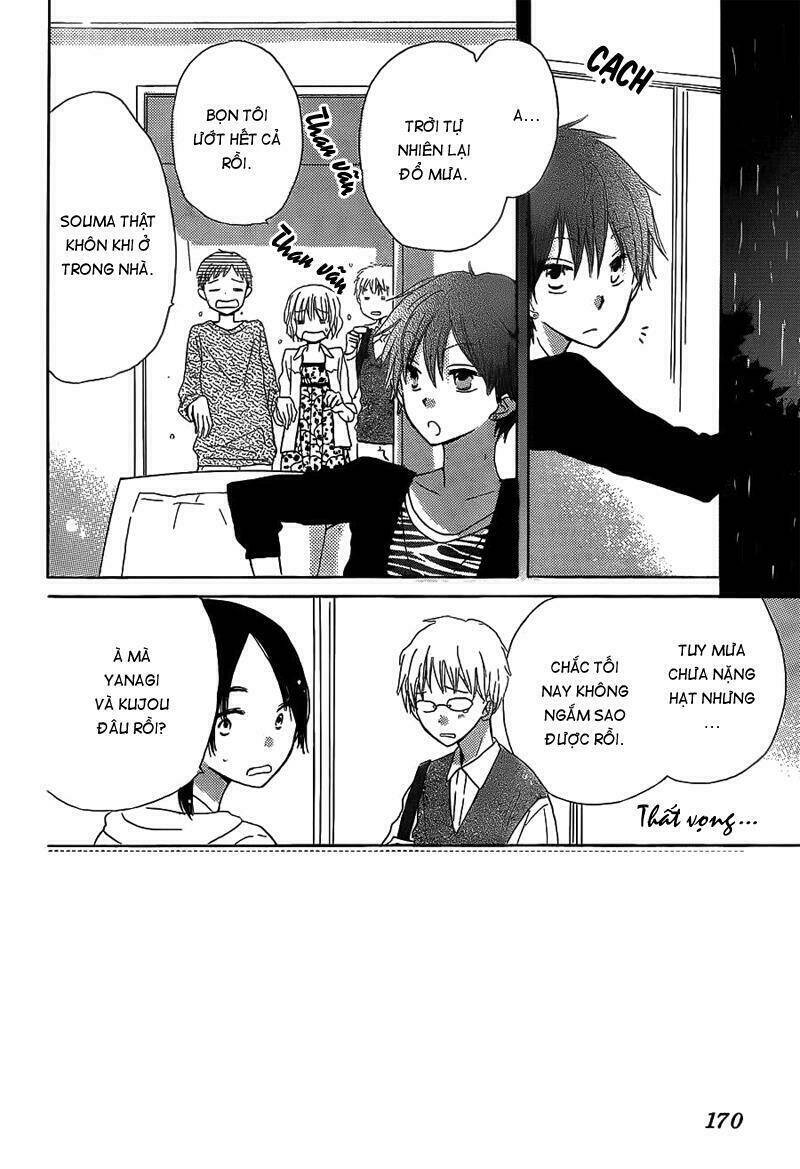 CẠCH
A...
TRỜI TỰ
NHIÊN LẠI
ĐỔ MƯA.
Than vãn
BỌN TÔI
ƯỚT HẾT CẢ
RỒI.
Than vãn
SOUMA THẬT
KHÔN KHI Ở
TRONG NHÀ.
TUY MƯA
CHƯA NẶNG
HẠT NHƯNG
...
CHẮC TỐI
NAY KHÔNG
NGẮM SAO
ĐƯỢC RỒI.
Thất vọng...
À MÀ
YANAGI
VÀ KUJOU
ĐÂU RỒI?
170